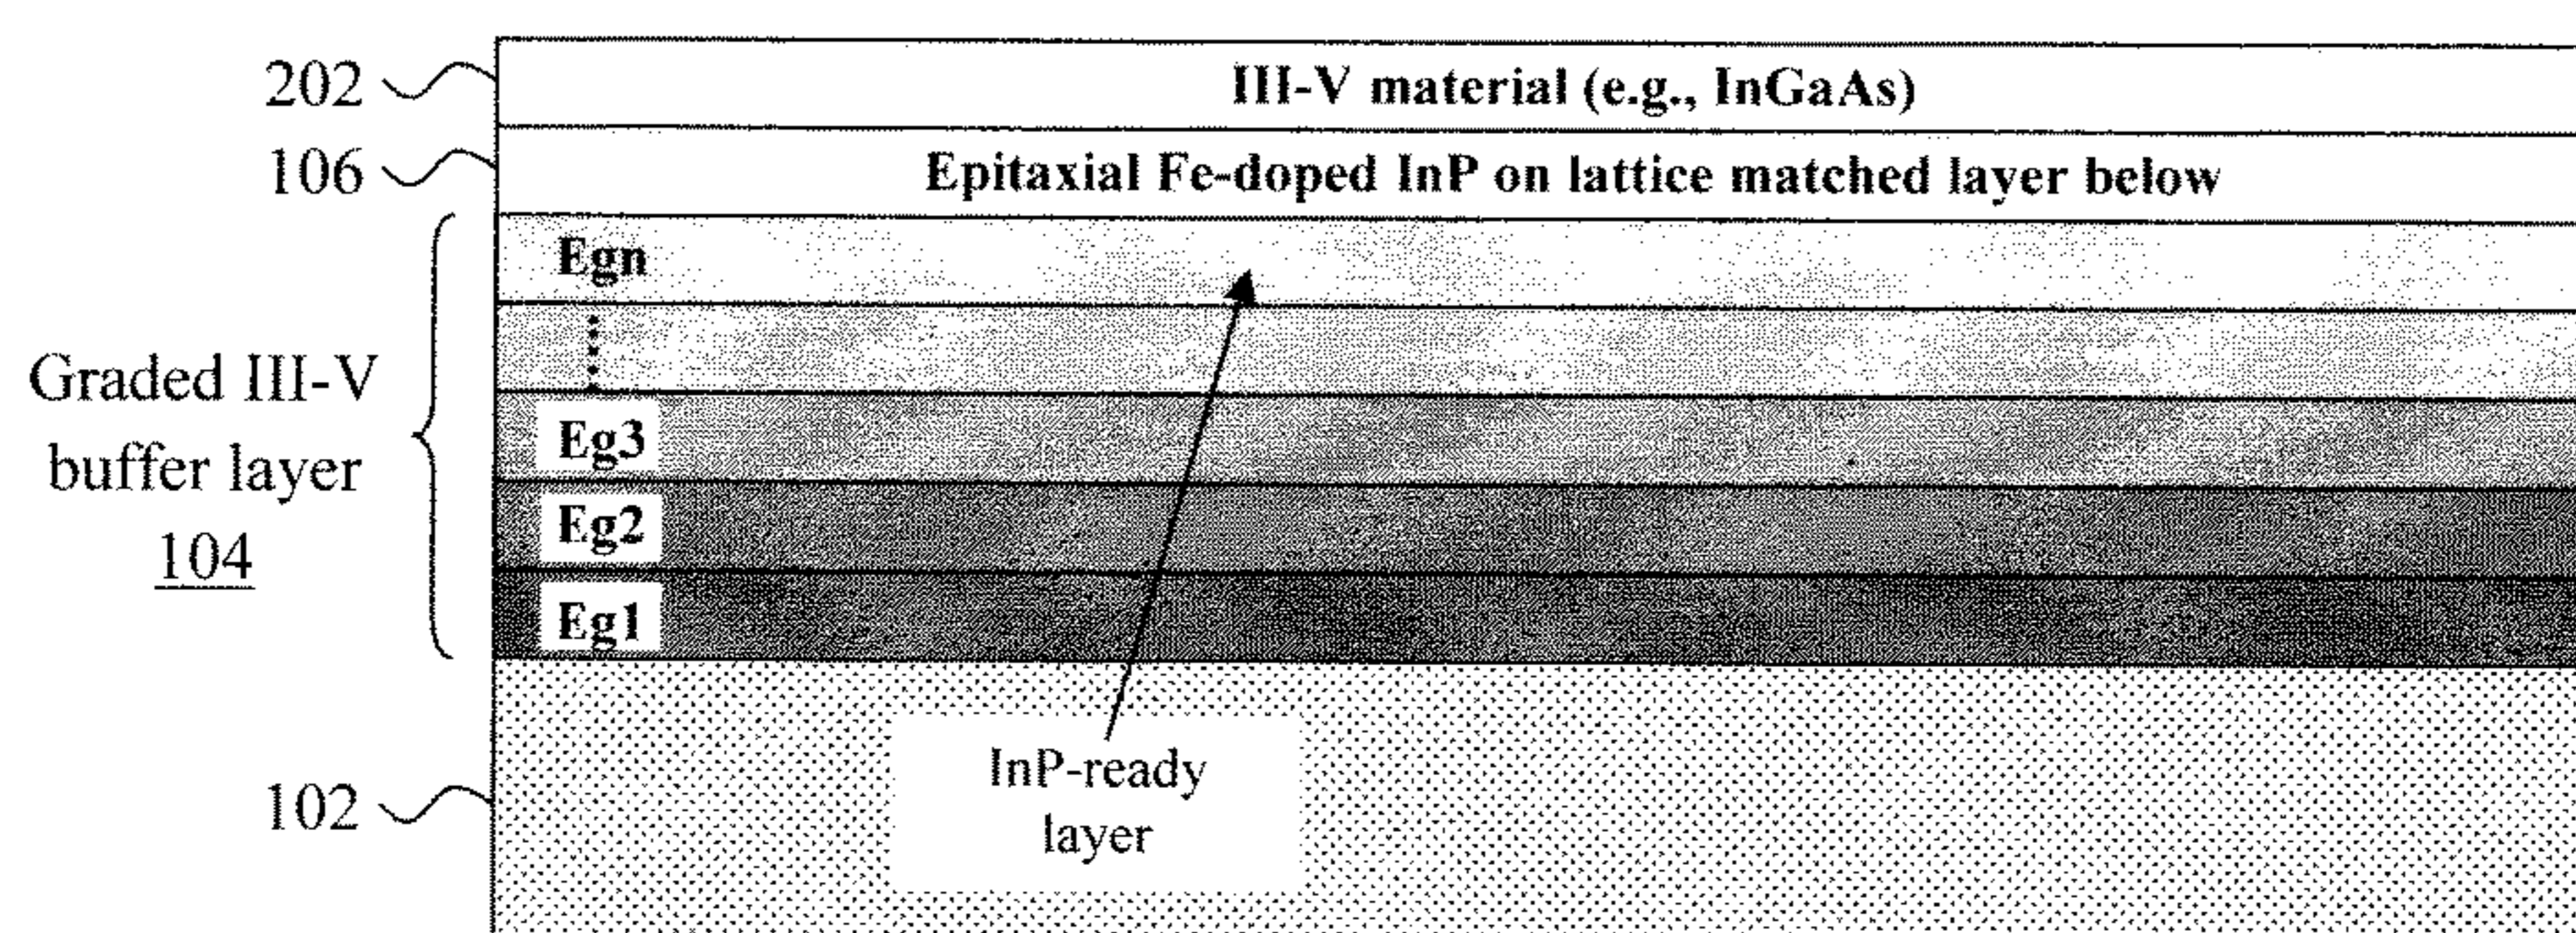 202
III-V material (e.g., InGaAs)
106
Epitaxial Fe-doped InP on lattice matched layer below
Egn
Graded III-V
buffer layer
104
Eg3
Eg2
Eg1
102
InP-ready
layer